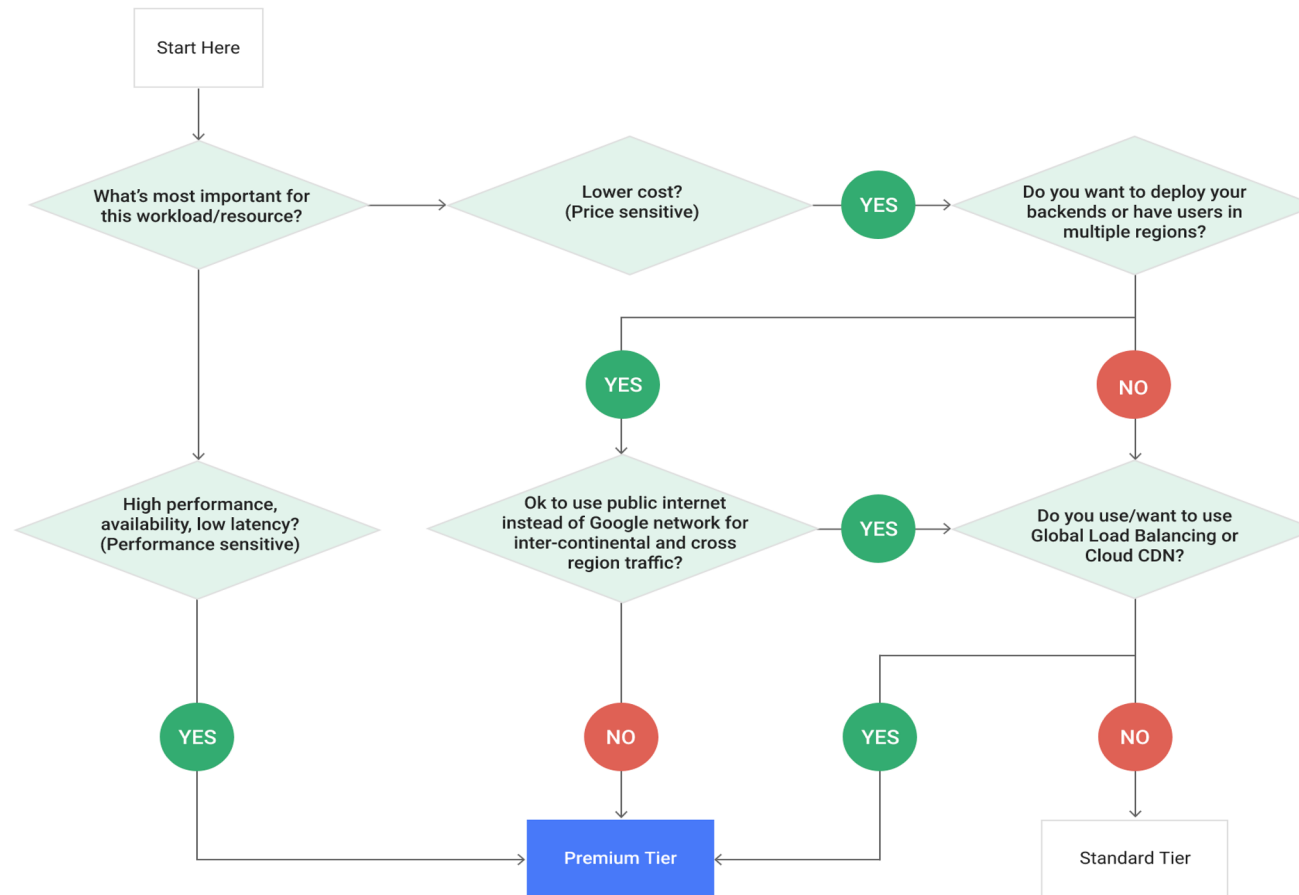 Start Here
What's most important for
this workload/resource?
Lower cost?
(Price sensitive)
YES
Do you want to deploy your
backends or have users in
multiple regions?
YES
NO
High performance,
availability, low latency?
(Performance sensitive)
Ok to use public internet
instead of Google network for
inter-continental and cross
region traffic?
YES
Do you use/want to use
Global Load Balancing or
Cloud CDN?
YES
NO
YES
NO
Premium Tier
Standard Tier